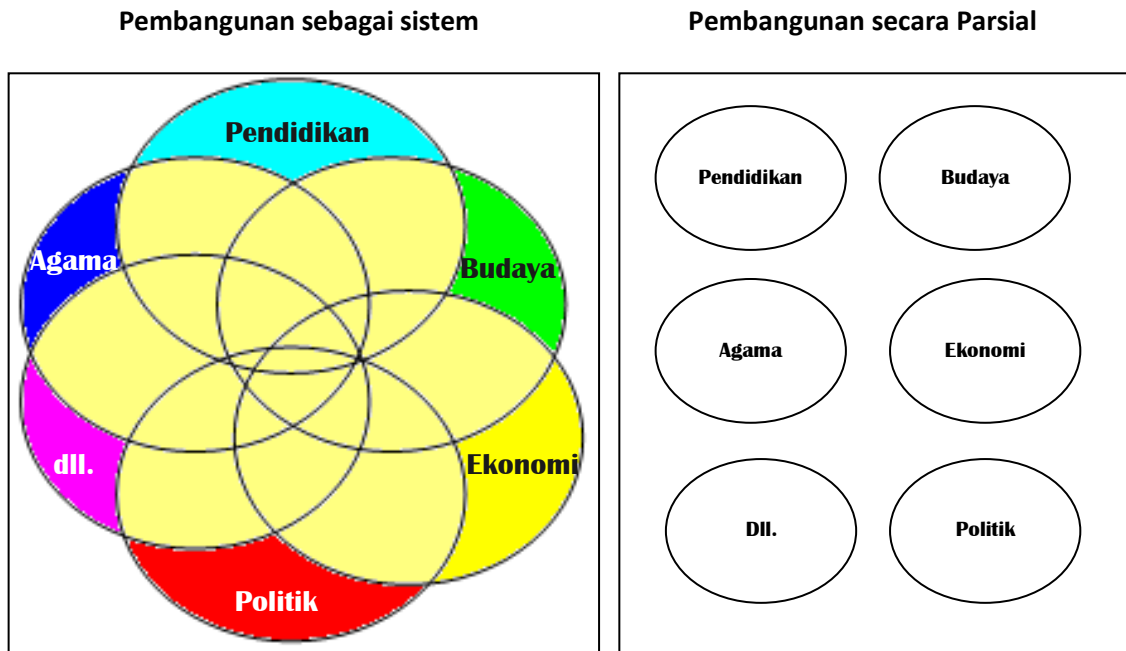 Pembangunan sebagai sistem
Pendidikan
Agama
Budaya
dll.
Ekonomi
Politik
Pembangunan secara Parsial
Pendidikan
Budaya
Agama
Ekonomi
Dll.
Politik